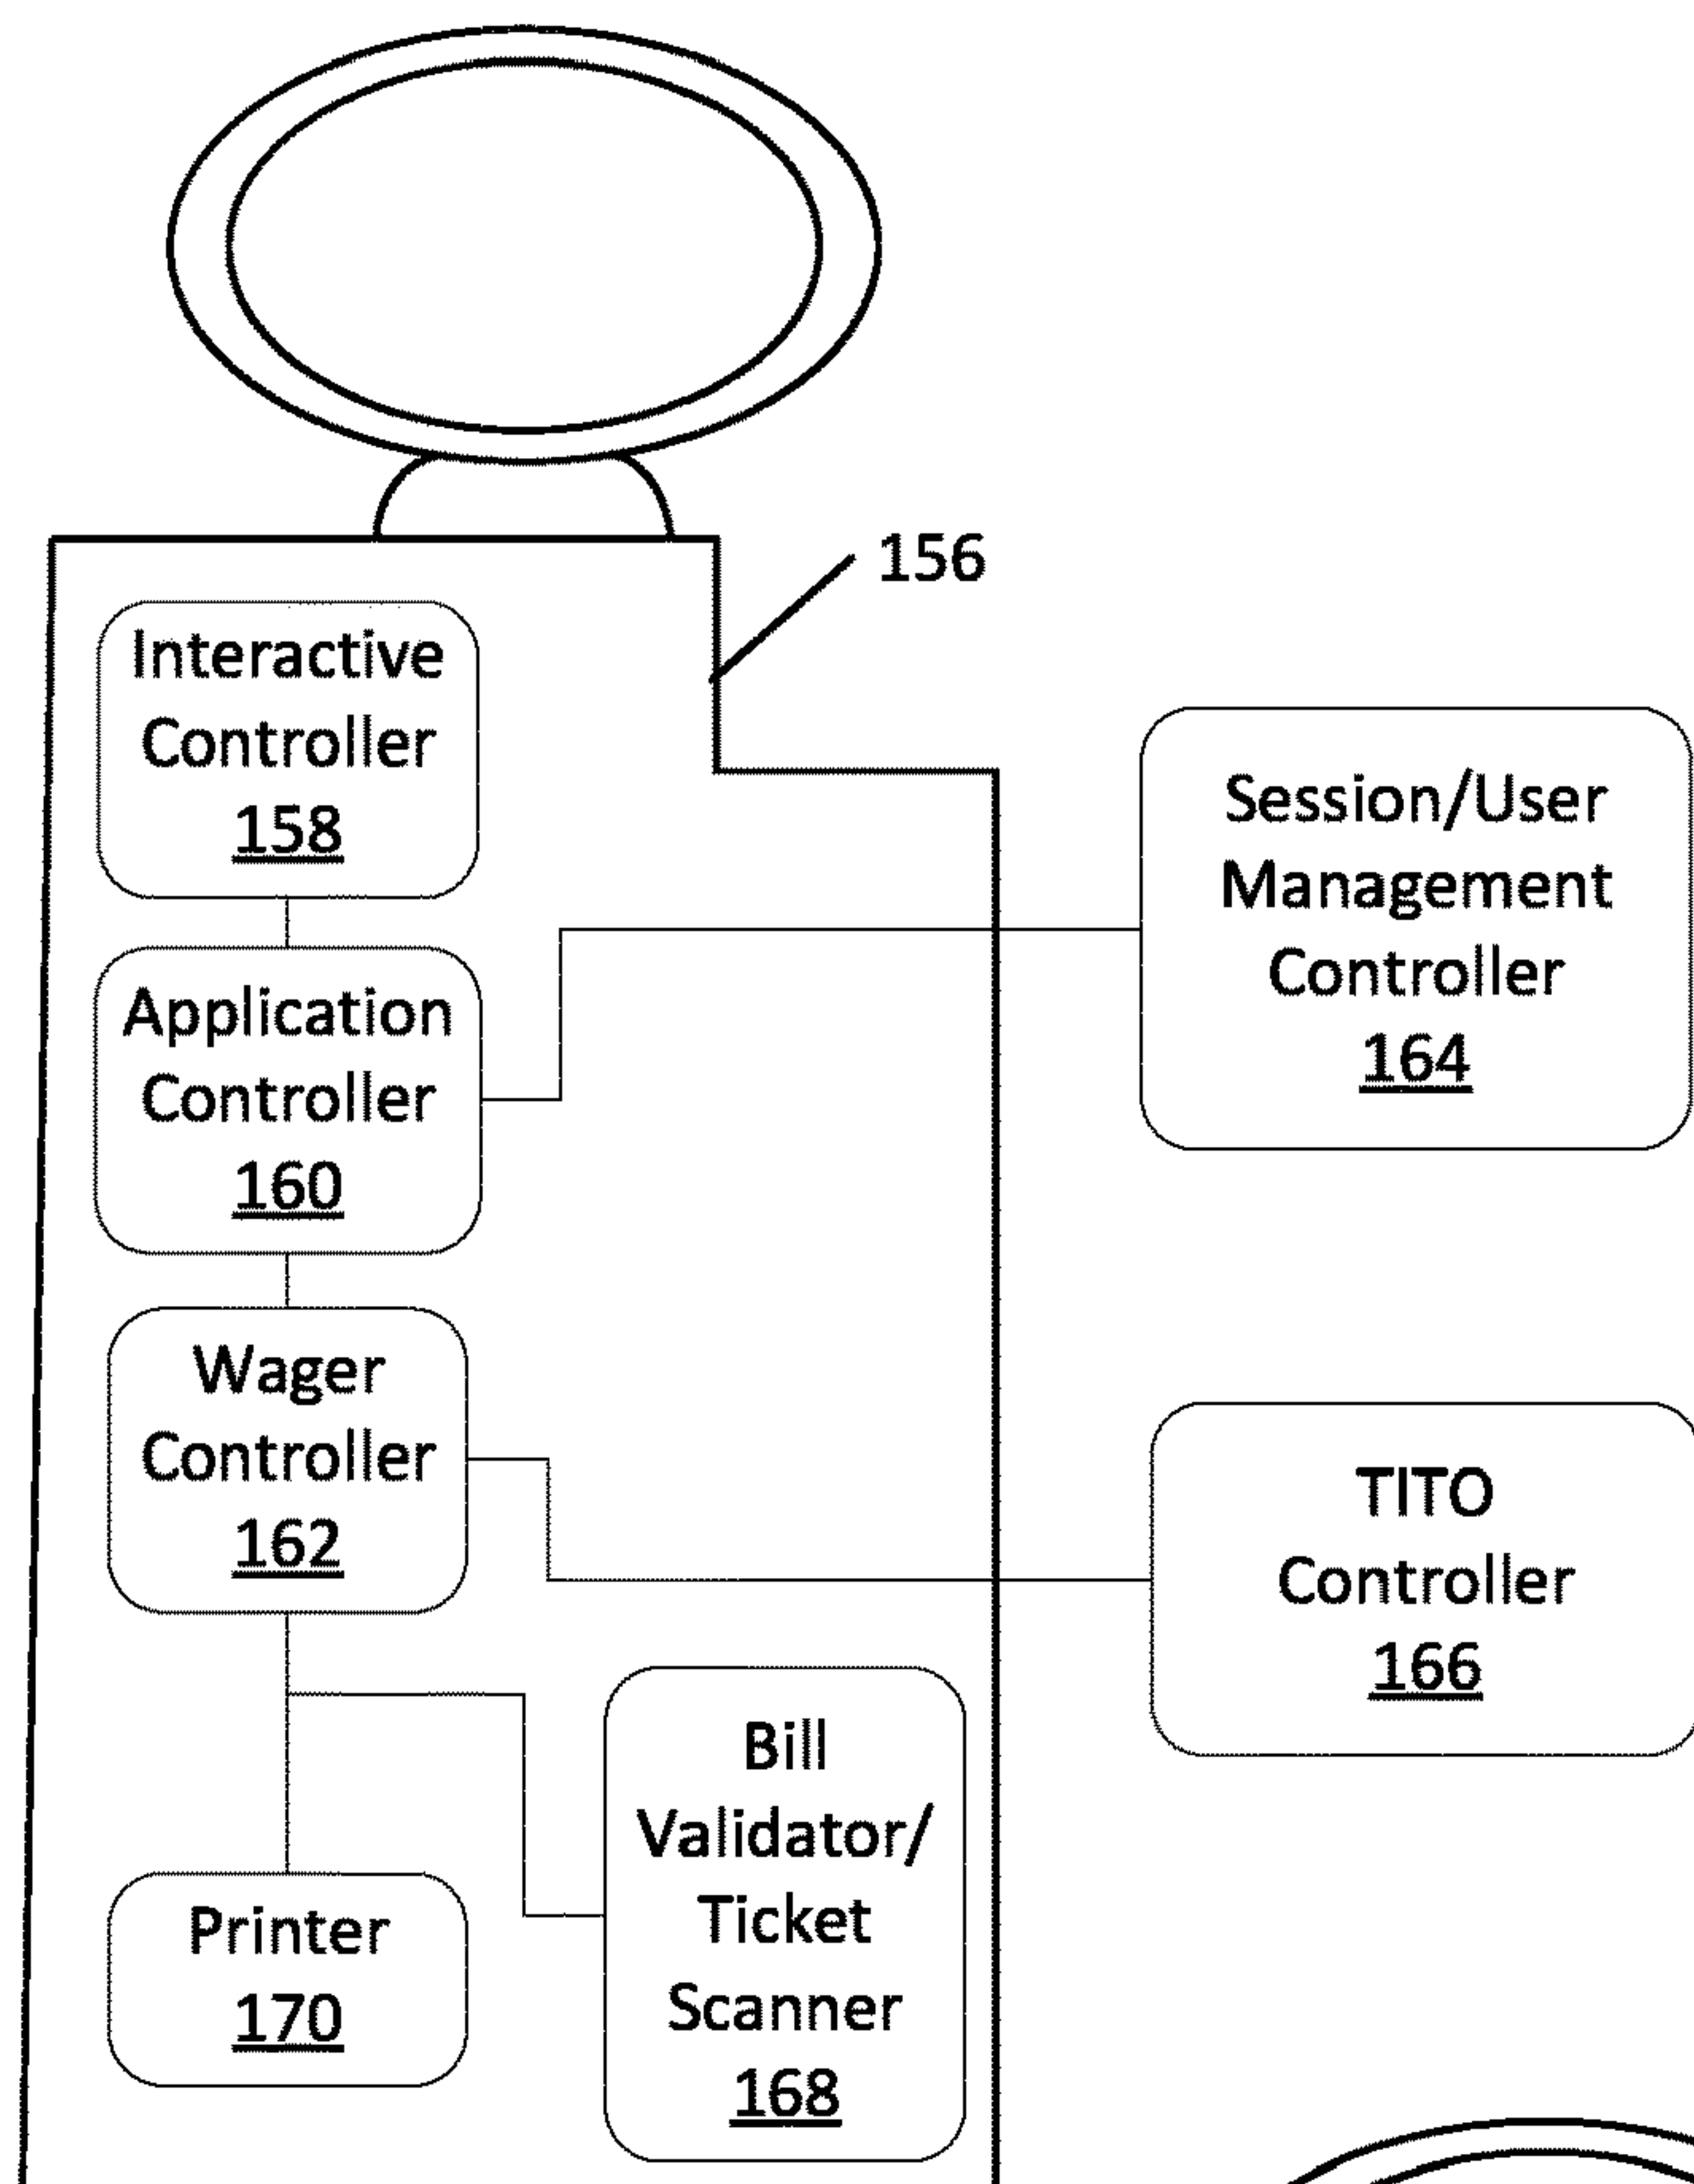 156
Interactive
Controller
158
Application
Controller
160
Wager
Controller
162
Printer
170
Bill
Validator/
Ticket
Scanner
168
Session/User
Management
Controller
164
TITO
Controller
166